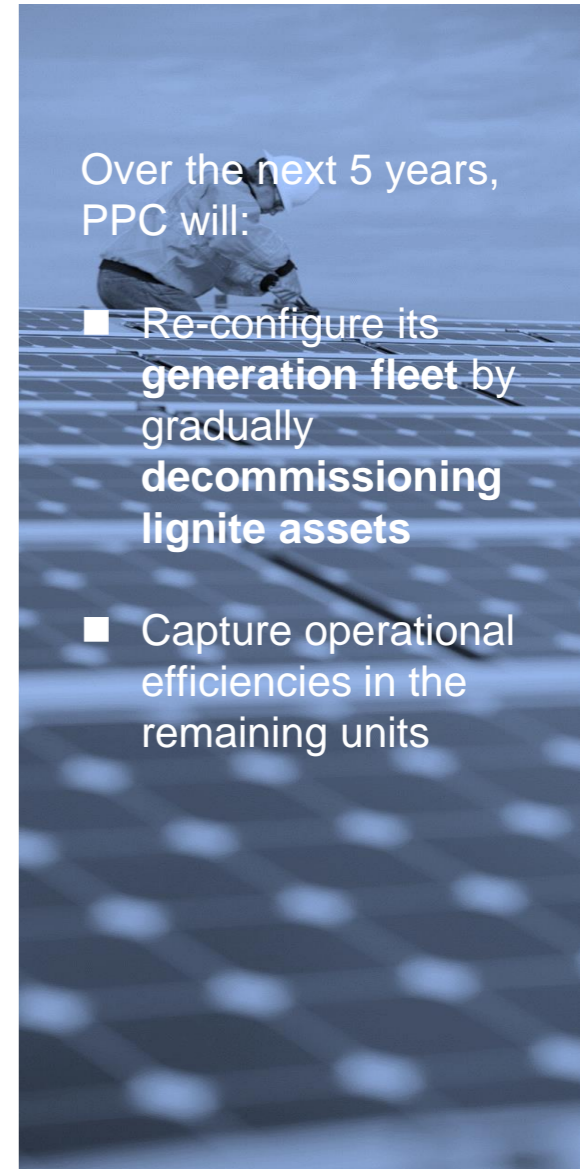 Over the next 5 years,
PPC will:
■ Re-configure its
generation fleet by
gradually
decommissioning
lignite assets
■ Capture operational
efficiencies in the
remaining units